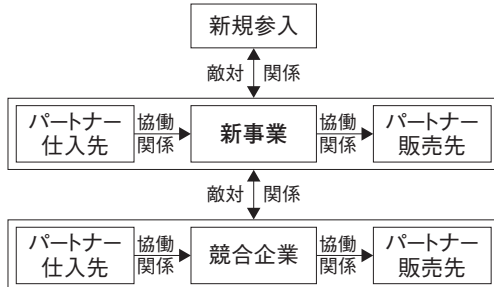 新規参入
敵対 関係
パートナー
仕入先
協働
関係
新事業
協働
関係
パートナー
販売先
敵対 関係
パートナー
仕入先
協働
関係
競合企業
協働
関係
パートナー
販売先